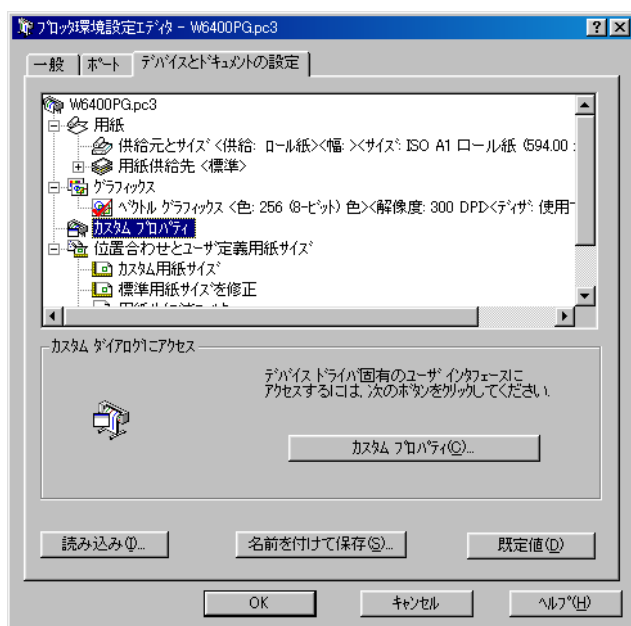 ﾌﾟﾛｯﾀ環境設定ｴﾃﾞｨﾀ - W6400PG.pc3
一般
ﾎﾟｰﾄ
ﾃﾞﾊﾞｲｽとﾄﾞｷｭﾒﾝﾄの設定
W6400PG.pc3
用紙
供給元とｻｲｽﾞ <供給: ﾛｰﾙ紙><幅: ><ｻｲｽﾞ: ISO A1 ロール紙 (594.00 :
用紙供給先 <標準>
ｸﾞﾗﾌｨｯｸｽ
ﾍﾞｸﾄﾙ ｸﾞﾗﾌｨｯｸｽ <色: 256 (8-ﾋﾞｯﾄ) 色><解像度: 300 DPI><ﾃﾞｨｻﾞ: 使用
ｶｽﾀﾑ ﾌﾟﾛﾊﾟﾃｨ
位置合わせとﾕｰｻﾞ定義用紙ｻｲｽﾞ
ｶｽﾀﾑ用紙ｻｲｽﾞ
標準用紙ｻｲｽﾞを修正
ｶｽﾀﾑ ﾀﾞｲｱﾛｸﾞにｱｸｾｽ
ﾃﾞﾊﾞｲｽ ﾄﾞﾗｲﾊﾞ固有のﾕｰｻﾞ ｲﾝﾀﾌｪｰｽに
ｱｸｾｽするには、次のﾎﾞﾀﾝをｸﾘｯｸしてください.
ｶｽﾀﾑ ﾌﾟﾛﾊﾟﾃｨ(C)...
読み込み(I)...
名前を付けて保存(S)...
既定値(D)
OK
ｷｬﾝｾﾙ
ﾍﾙﾌﾟ(H)